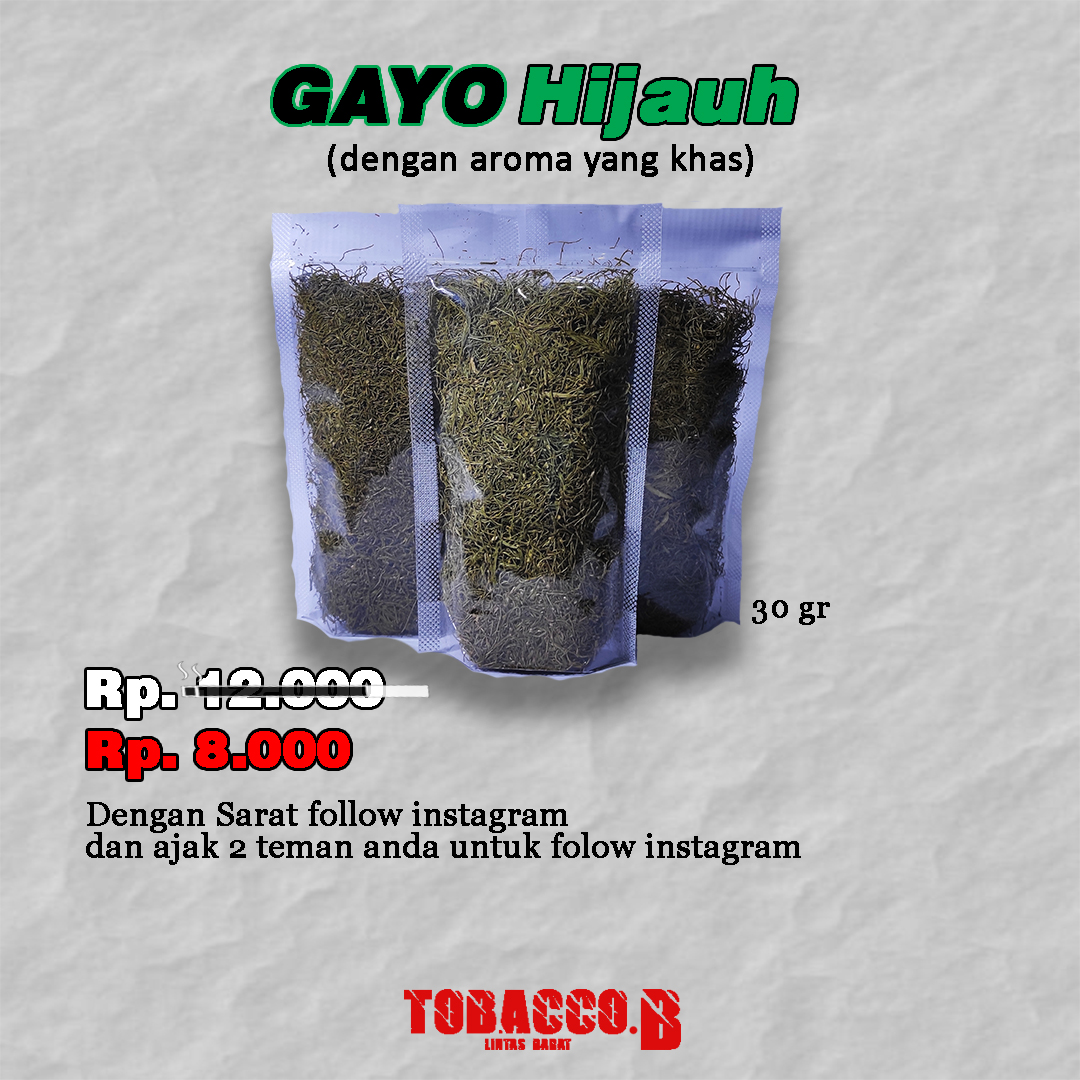 GAYO Hijauh
(dengan aroma yang khas)
30 gr
Rp. 12.000
Rp. 8.000
Dengan Sarat follow instagram
dan ajak 2 teman anda untuk folow instagram
TOBACCO.B
LINTAS BARAT